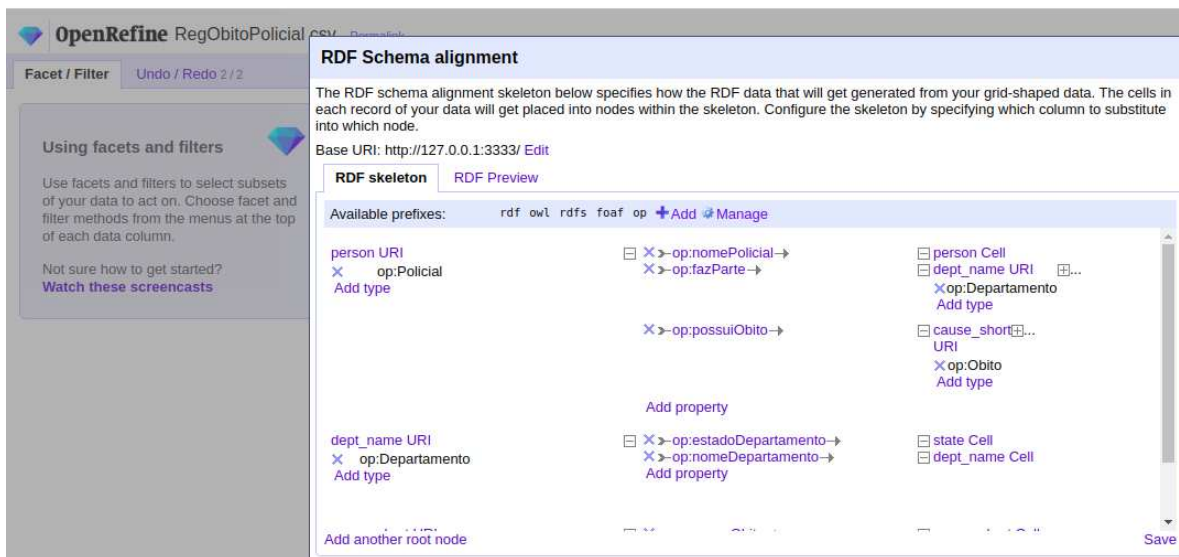 OpenRefine RegObitoPolicial csv Permalink
Facet / Filter Undo / Redo 2 / 2
Using facets and filters
Use facets and filters to select subsets
of your data to act on. Choose facet and
filter methods from the menus at the top
of each data column.
Not sure how to get started?
Watch these screencasts
RDF Schema alignment
The RDF schema alignment skeleton below specifies how the RDF data that will get generated from your grid-shaped data. The cells in
each record of your data will get placed into nodes within the skeleton. Configure the skeleton by specifying which column to substitute
into which node.
Base URI: http://127.0.0.1:3333/ Edit
RDF skeleton RDF Preview
Available prefixes: rdf owl rdfs foaf op Add Manage
person URI op:nomePolicial person Cell
op:Policial op:fazParte dept_name URI ...
Add type op:Departamento
Add type
op:possuiObito cause_short...
URI
op:Obito
Add type
Add property
dept_name URI op:estadoDepartamento state Cell
op:Departamento op:nomeDepartamento dept_name Cell
Add type Add property
Add another root node Save